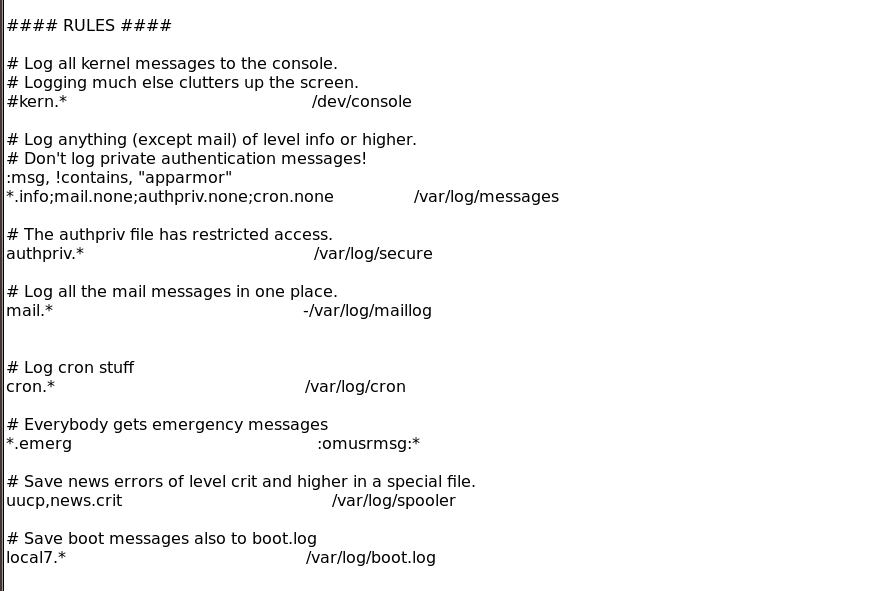 #### RULES ####
# Log all kernel messages to the console.
# Logging much else clutters up the screen.
#kern.* /dev/console
# Log anything (except mail) of level info or higher.
# Don't log private authentication messages!
:msg, !contains, "apparmor"
*.info;mail.none;authpriv.none;cron.none /var/log/messages
# The authpriv file has restricted access.
authpriv.* /var/log/secure
# Log all the mail messages in one place.
mail.* -/var/log/maillog
# Log cron stuff
cron.* /var/log/cron
# Everybody gets emergency messages
*.emerg :omusrmsg:*
# Save news errors of level crit and higher in a special file.
uucp,news.crit /var/log/spooler
# Save boot messages also to boot.log
local7.* /var/log/boot.log